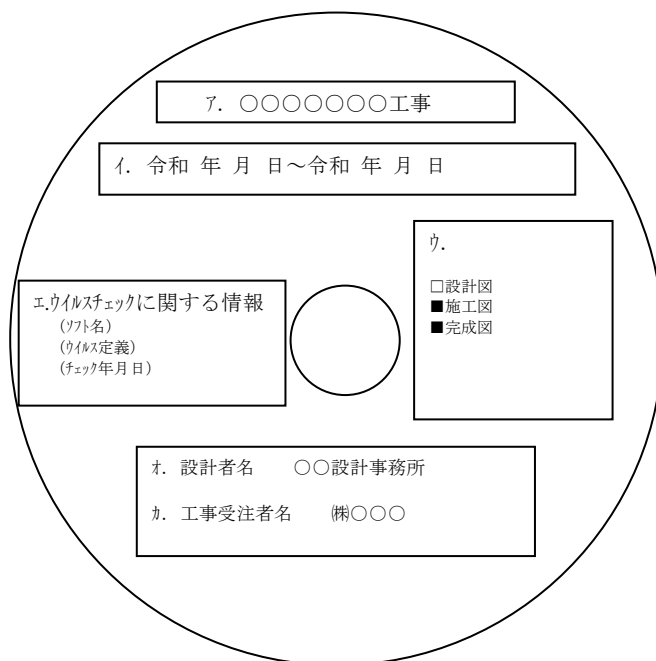 ｱ. ○○○○○○○工事
ｲ. 令和 年 月 日～令和 年 月 日
ｳ.
□設計図
■施工図
■完成図
ｴ.ｳｲﾙｽﾁｪｯｸに関する情報
(ｿﾌﾄ名)
(ｳｲﾙｽ定義)
(ﾁｪｯｸ年月日)
ｵ. 設計者名 ○○設計事務所
ｶ. 工事受注者名 ㈱○○○